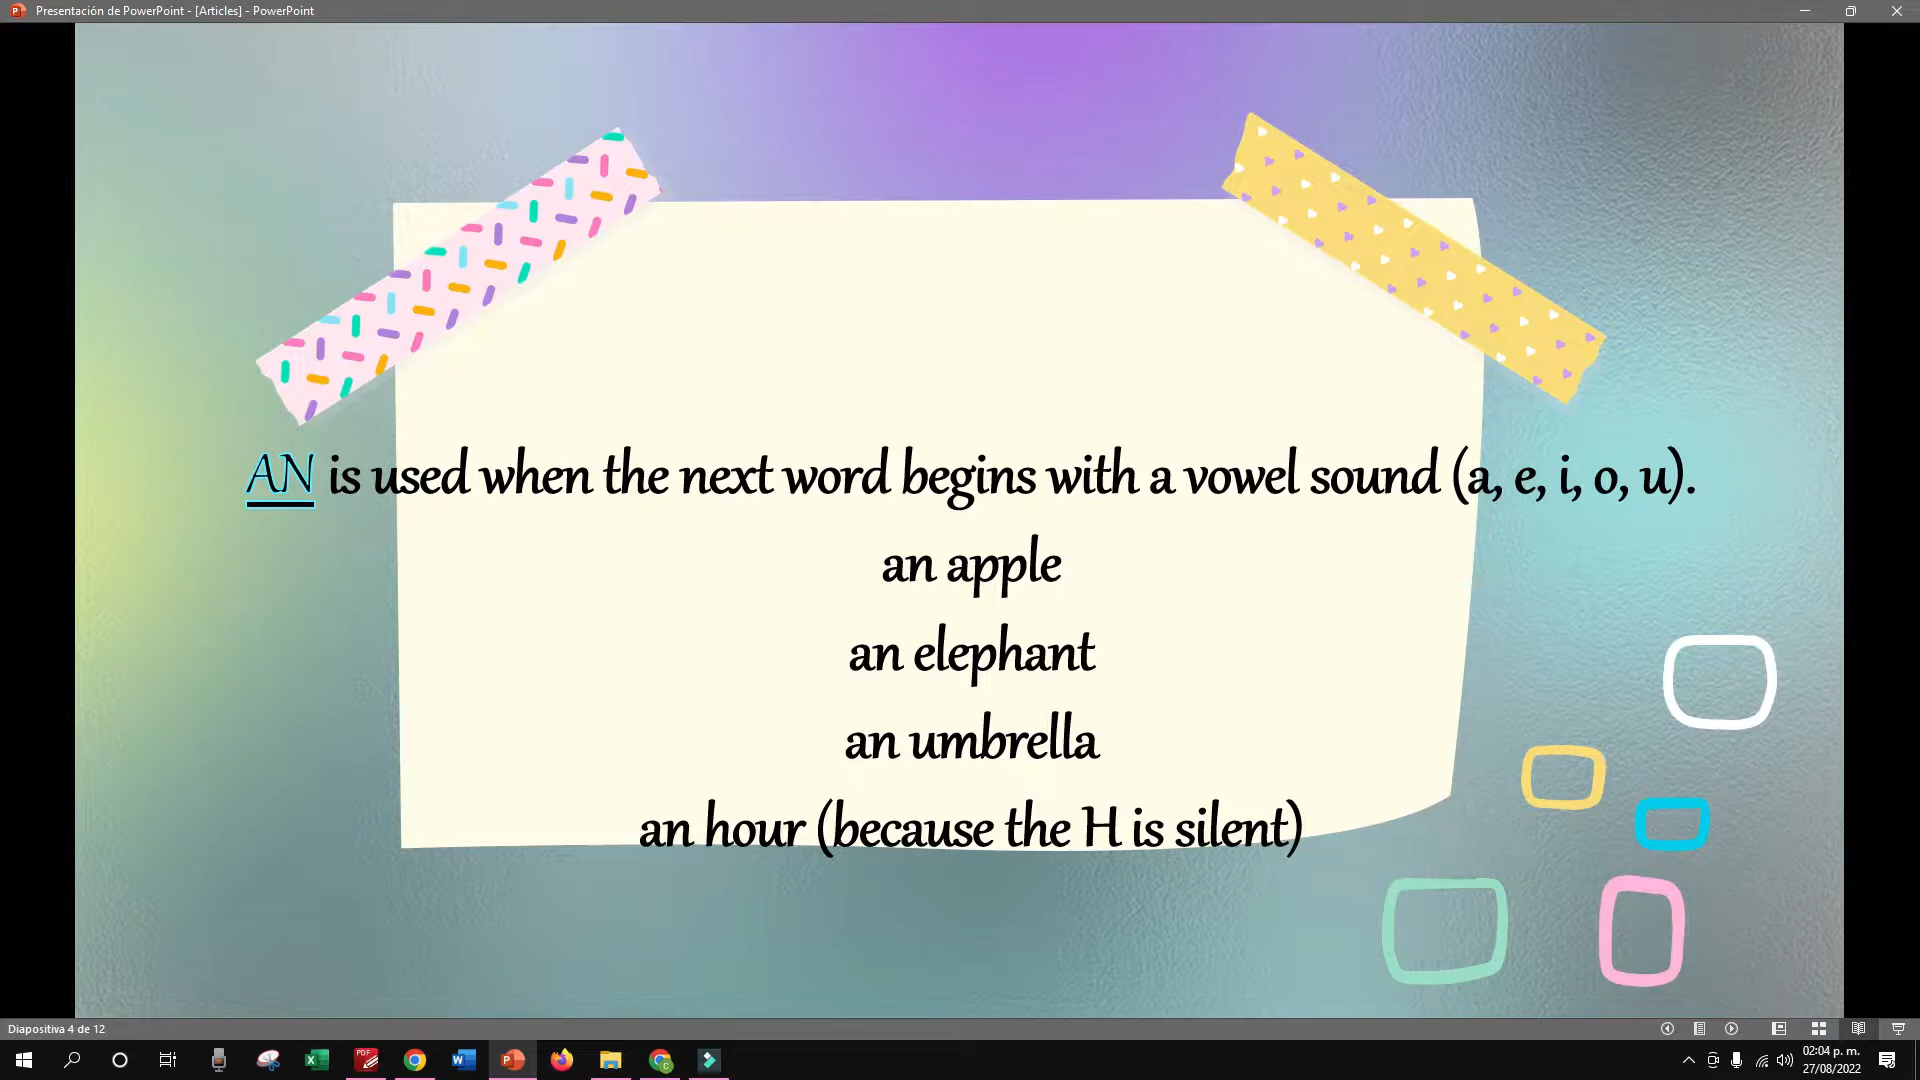 Presentación de PowerPoint - [Articles] - PowerPoint
AN is used when the next word begins with a vowel sound (a, e, i, o, u).
an apple
an elephant
an umbrella
an hour (because the H is silent)
Diapositiva 4 de 12
02:04 p. m.
27/08/2022